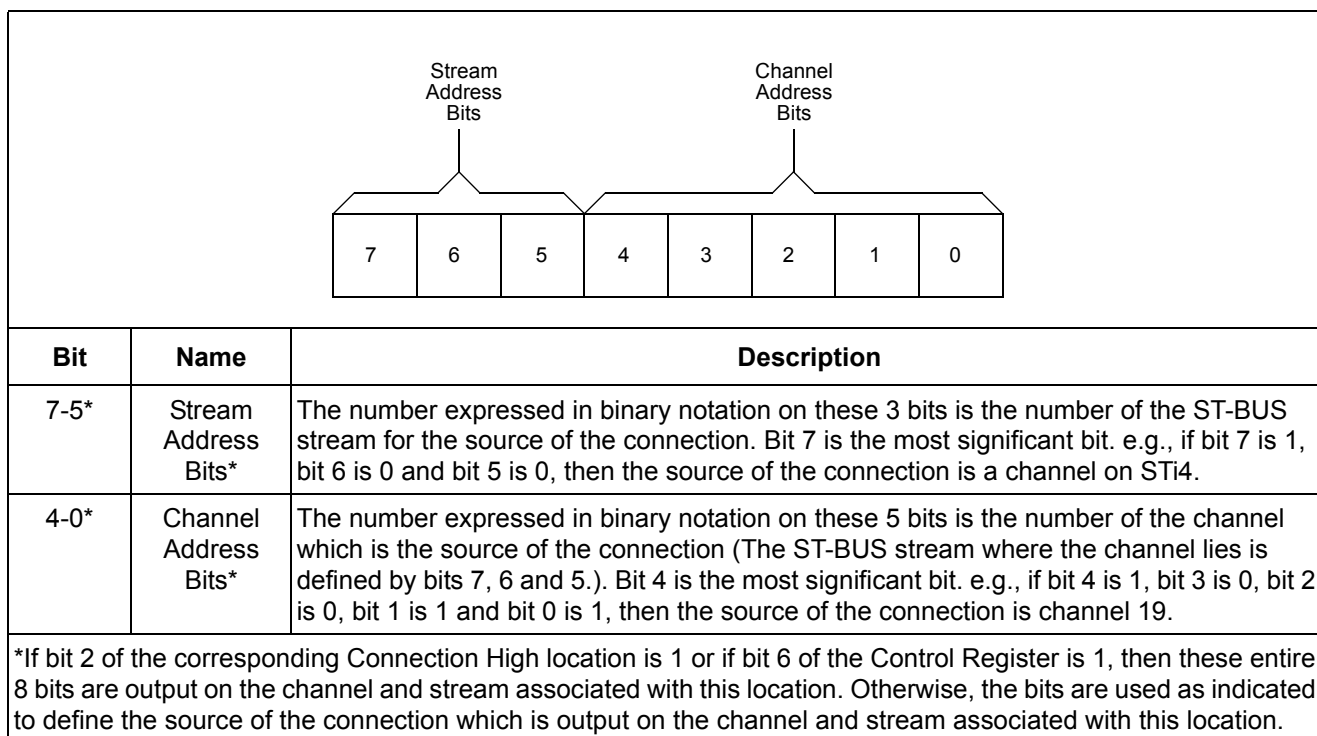 Stream
Address
Bits
Channel
Address
Bits
7 6 5 4 3 2 1 0
Bit Name Description
7-5* Stream Address Bits* The number expressed in binary notation on these 3 bits is the number of the ST-BUS
stream for the source of the connection. Bit 7 is the most significant bit. e.g., if bit 7 is 1,
bit 6 is 0 and bit 5 is 0, then the source of the connection is a channel on STi4.
4-0* Channel Address Bits* The number expressed in binary notation on these 5 bits is the number of the channel
which is the source of the connection (The ST-BUS stream where the channel lies is
defined by bits 7, 6 and 5.). Bit 4 is the most significant bit. e.g., if bit 4 is 1, bit 3 is 0, bit 2
is 0, bit 1 is 1 and bit 0 is 1, then the source of the connection is channel 19.
*If bit 2 of the corresponding Connection High location is 1 or if bit 6 of the Control Register is 1, then these entire
8 bits are output on the channel and stream associated with this location. Otherwise, the bits are used as indicated
to define the source of the connection which is output on the channel and stream associated with this location.